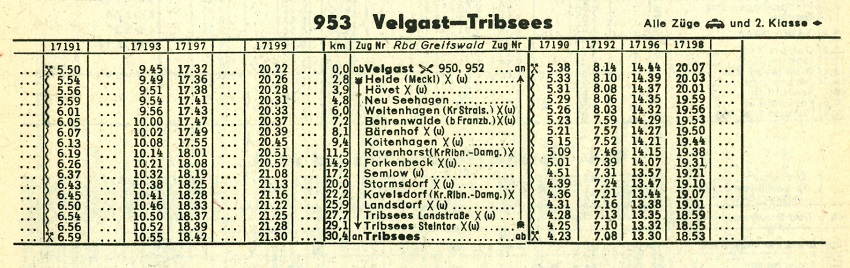 953 Velgast—Tribsees Alle Züge und 2. Klasse
... 17191 ... 17193 17197 ... 17199 ... km Zug Nr Rbd Greifswald Zug Nr 17190 17192 17196 17198 ...
... 5.50 ... 9.45 17.32 ... 20.22 ... 0,0 ab Velgast 950, 952 .... an 5.38 8.14 14.44 20.07 ...
... 5.54 ... 9.49 17.36 ... 20.26 ... 2,8 Heide (Meckl) X (u) ........ 5.33 8.10 14.39 20.03 ...
... 5.56 ... 9.51 17.38 ... 20.28 ... 3,9 Hövet X (u) ........ 5.31 8.08 14.37 20.01 ...
... 5.59 ... 9.54 17.41 ... 20.31 ... 4,8 Neu Seehagen ........ 5.29 8.06 14.35 19.59 ...
... 6.01 ... 9.56 17.43 ... 20.33 ... 6,0 Weitenhagen (Kr Strals.) X(u) 5.26 8.03 14.32 19.56 ...
... 6.05 ... 10.00 17.47 ... 20.37 ... 7,2 Behrenwalde (b Franzb.) X(u) 5.23 7.59 14.29 19.53 ...
... 6.07 ... 10.02 17.49 ... 20.39 ... 8,1 Bärenhof X (u) ........ 5.21 7.57 14.27 19.50 ...
... 6.13 ... 10.08 17.55 ... 20.45 ... 9,4 Koitenhagen X (u) ........ 5.15 7.52 14.21 19.44 ...
... 6.19 ... 10.14 18.01 ... 20.51 ... 11,5 Ravenhorst (Kr Ribn.-Damg.) X 5.09 7.46 14.15 19.38 ...
... 6.26 ... 10.21 18.08 ... 20.57 ... 14,9 Forkenbeck X (u) ........ 5.01 7.39 14.07 19.31 ...
... 6.37 ... 10.32 18.19 ... 21.08 ... 17,2 Semlow (u) ........ 4.51 7.31 13.57 19.21 ...
... 6.43 ... 10.38 18.25 ... 21.13 ... 20,0 Stormsdorf X (u) ........ 4.39 7.24 13.47 19.10 ...
... 6.45 ... 10.41 18.28 ... 21.16 ... 22,2 Kavelsdorf (Kr. Ribn.-Damg.) X(u) 4.36 7.21 14.44 19.07 ...
... 6.50 ... 10.46 18.33 ... 21.22 ... 25,9 Landsdorf X (u) ........ 4.31 7.16 13.38 19.01 ...
... 6.54 ... 10.50 18.37 ... 21.25 ... 27,7 Tribsees Landstraße X (u) .... 4.28 7.13 13.35 18.59 ...
... 6.56 ... 10.52 18.39 ... 21.28 ... 29,1 Tribsees Steintor X (u) ........ 4.25 7.10 13.32 18.55 ...
... 6.59 ... 10.55 18.42 ... 21.30 ... 30,4 an Tribsees ........ ab 4.23 7.08 13.30 18.53 ...